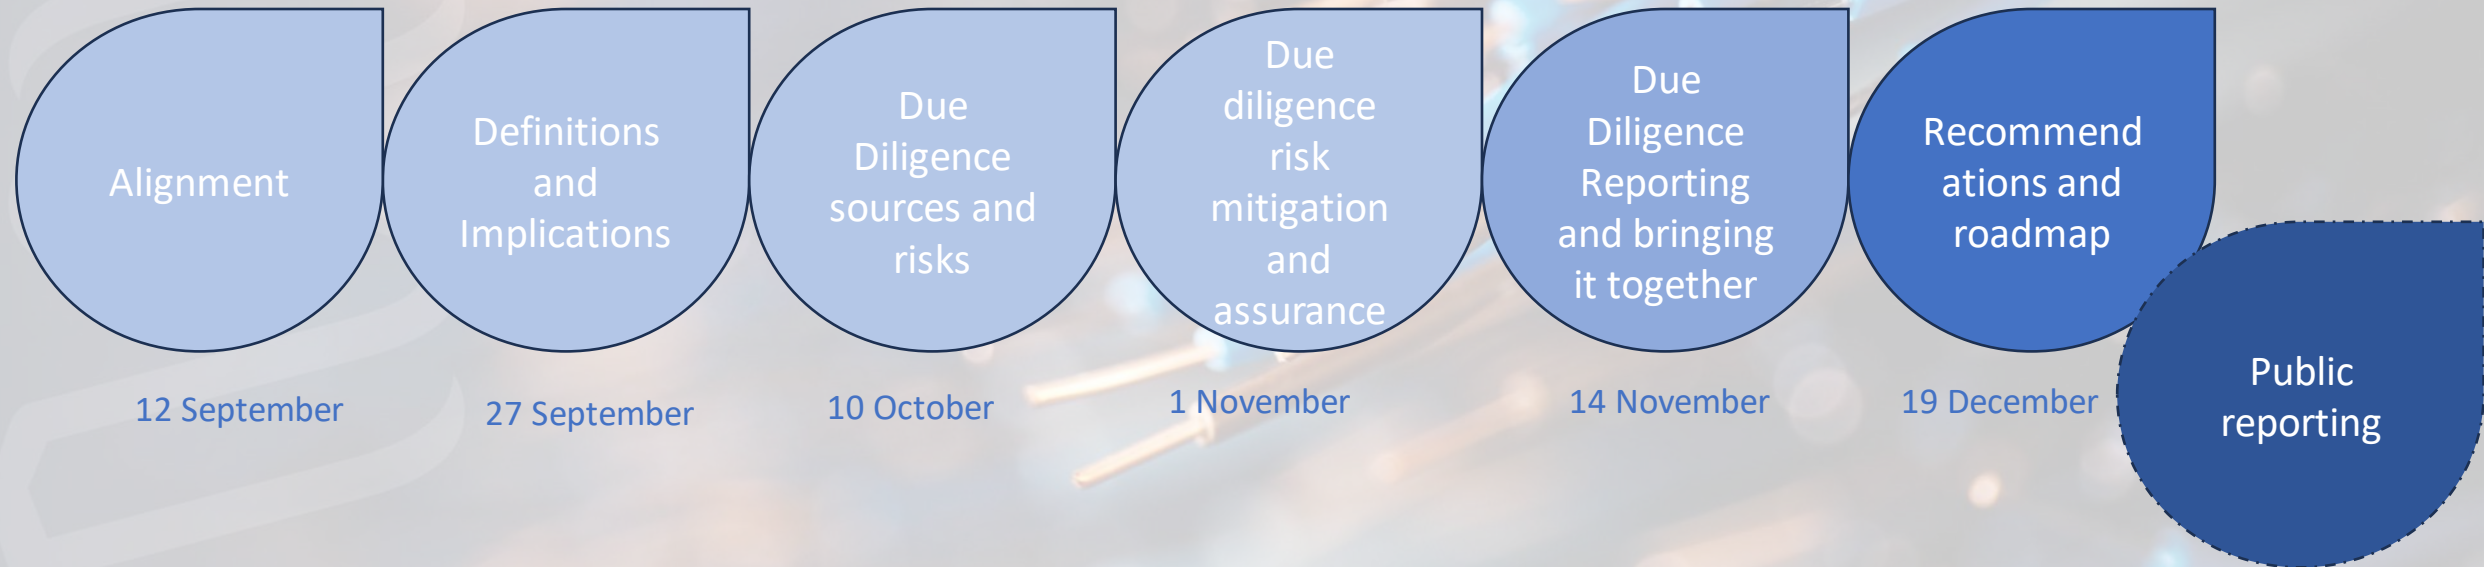 Alignment
Definitions
and
Implications
Due
Diligence
sources and
risks
Due
diligence
risk
mitigation
and
assurance
Due
Diligence
Reporting
and bringing
it together
Recommend
ations and
roadmap
Public
reporting
12 September
27 September
10 October
1 November
14 November
19 December